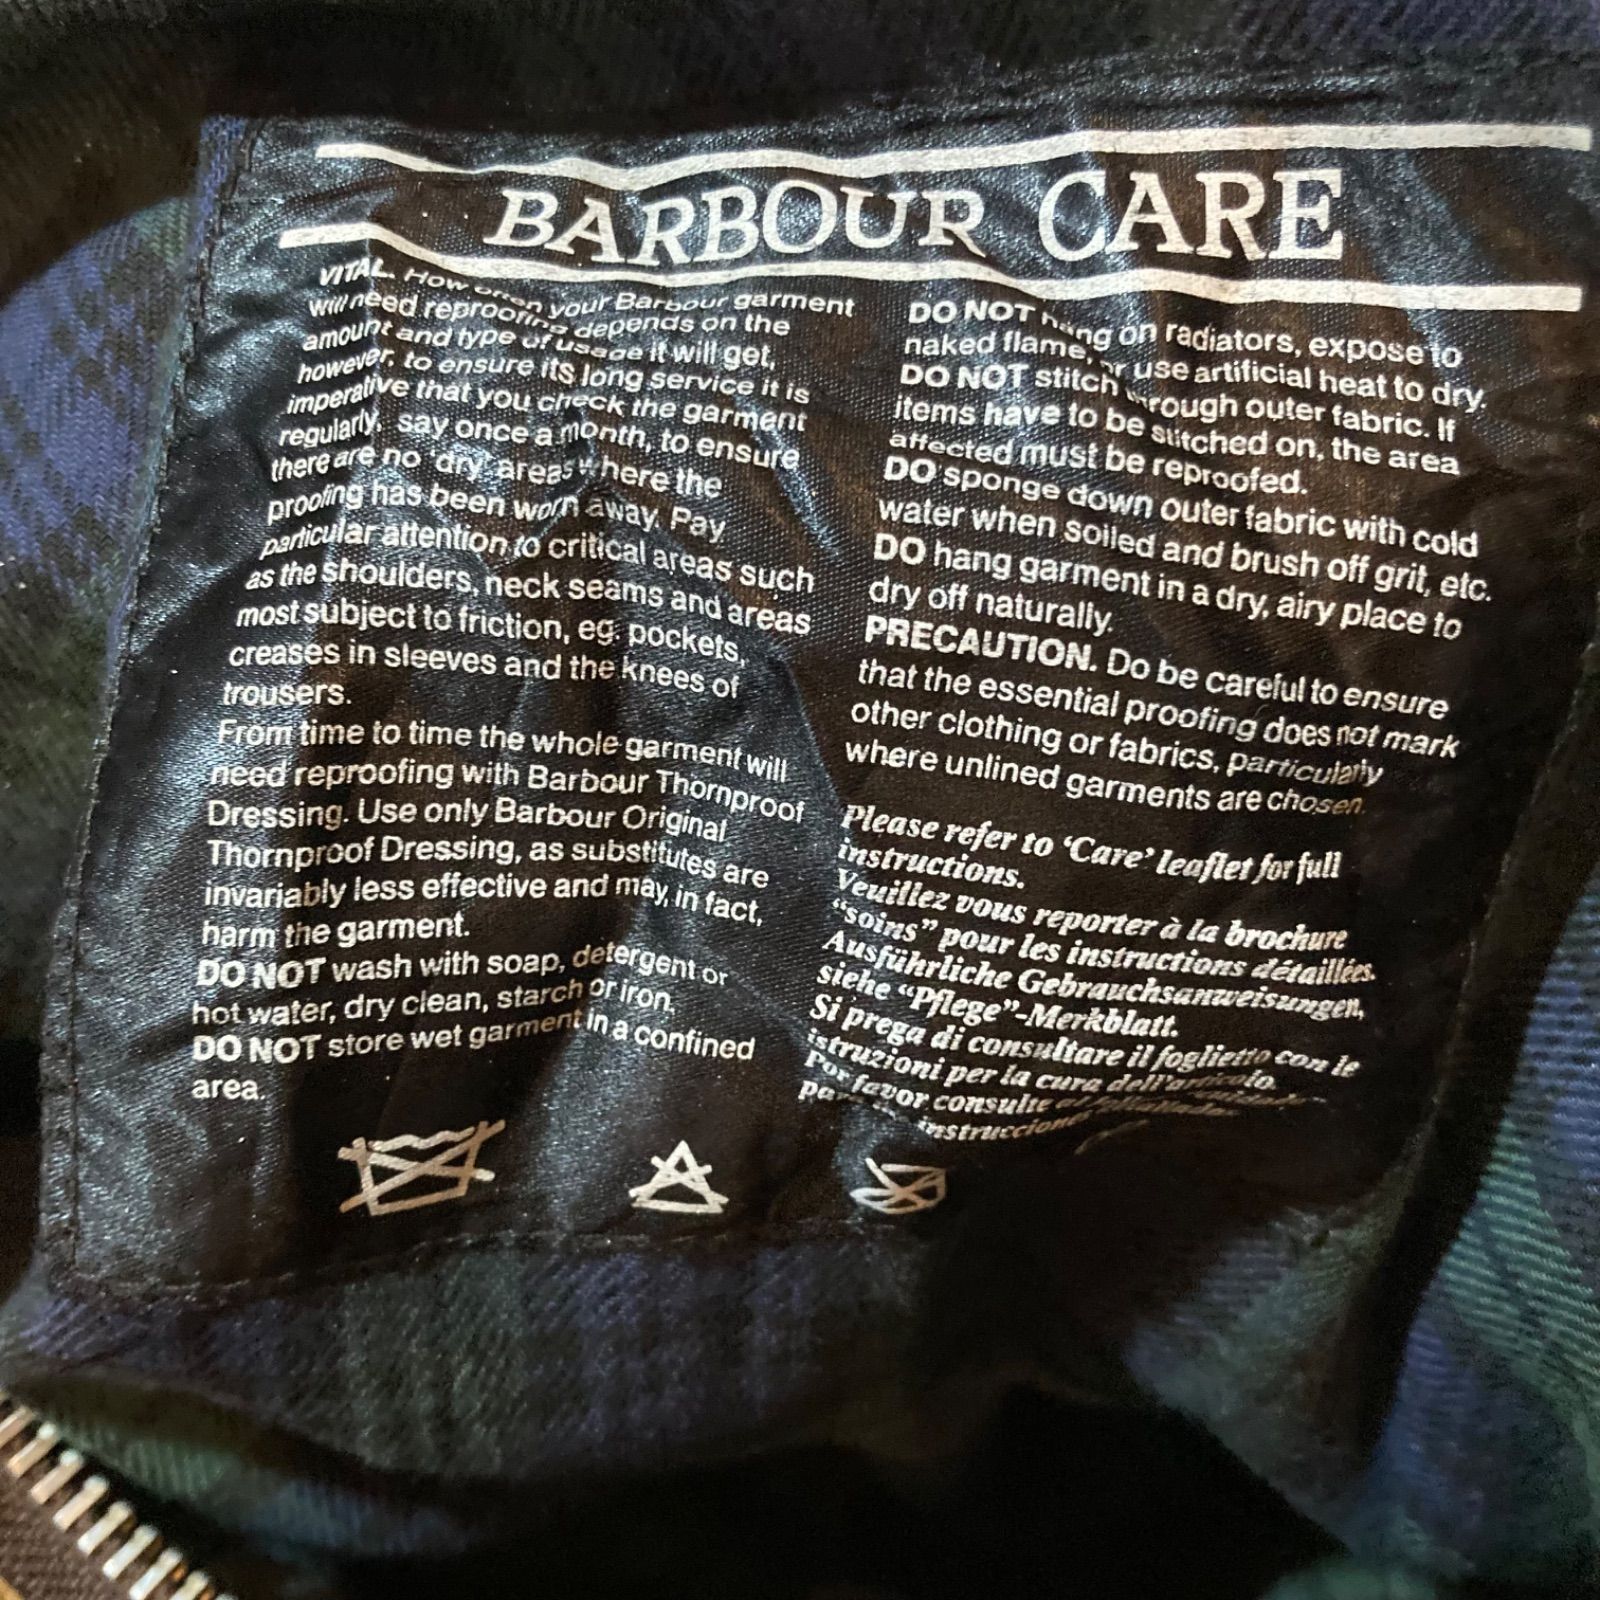 BARBOUR CARE
VITAL. How often your Barbour garment
will need reproofing depends on the
amount and type of usage it will get,
however, to ensure its long service it is
imperative that you check the garment
regularly, say once a month, to ensure
there are no 'dry' areas where the
proofing has been worn away. Pay
particular attention to critical areas such
as the shoulders, neck seams and areas
most subject to friction, eg. pockets,
creases in sleeves and the knees of
trousers.
From time to time the whole garment will
need reproofing with Barbour Thornproof
Dressing. Use only Barbour Original
Thornproof Dressing, as substitutes are
invariably less effective and may, in fact,
harm the garment.
DO NOT wash with soap, detergent or
hot water, dry clean, starch or iron.
DO NOT store wet garment in a confined
area.
DO NOT hang on radiators, expose to
naked flame, or use artificial heat to dry.
DO NOT stitch through outer fabric. If
items have to be stitched on, the area
affected must be reproofed.
DO sponge down outer fabric with cold
water when soiled and brush off grit, etc.
DO hang garment in a dry, airy place to
dry off naturally.
PRECAUTION. Do be careful to ensure
that the essential proofing does not mark
other clothing or fabrics, particularly
where unlined garments are chosen.
Please refer to 'Care' leaflet for full
instructions.
Veuillez vous reporter à la brochure
"soins" pour les instructions détaillées.
Ausführliche Gebrauchsanweisungen,
siehe "Pflege"-Merkblatt.
Si prega di consultare il foglietto con le
istruzioni per la cura dell'articolo.
Por favor consulte
instrucciones